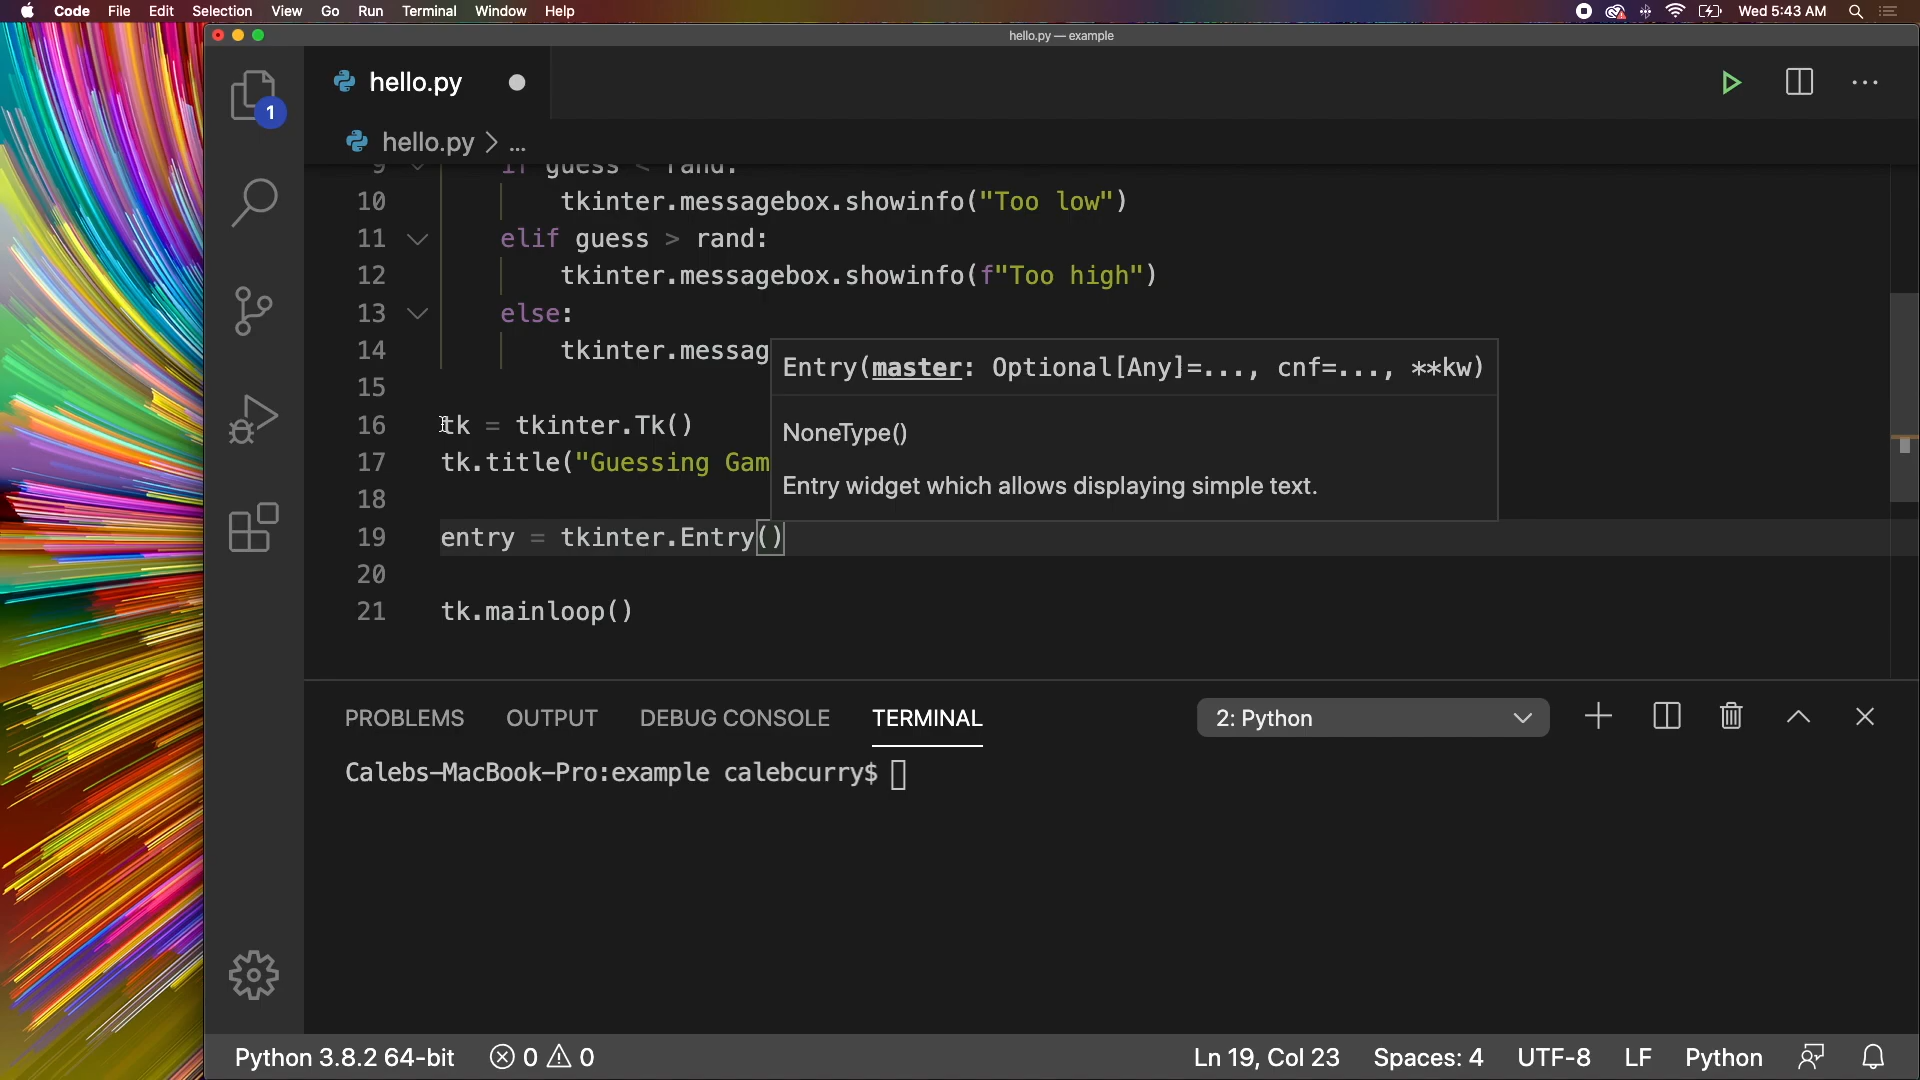 Code File Edit Selection View Go Run Terminal Window Help Wed 5:43 AM
hello.py — example
1 hello.py
hello.py > ...
9 if guess < rand:
10 tkinter.messagebox.showinfo("Too low")
11 elif guess > rand:
12 tkinter.messagebox.showinfo(f"Too high")
13 else:
14 tkinter.messag
Entry(master: Optional[Any]=..., cnf=..., **kw)
15
NoneType()
16 tk = tkinter.Tk()
17 tk.title("Guessing Gam
Entry widget which allows displaying simple text.
18
19 entry = tkinter.Entry()
20
21 tk.mainloop()
PROBLEMS OUTPUT DEBUG CONSOLE TERMINAL 2: Python
Calebs-MacBook-Pro:example calebcurry$
Python 3.8.2 64-bit 0 0 Ln 19, Col 23 Spaces: 4 UTF-8 LF Python